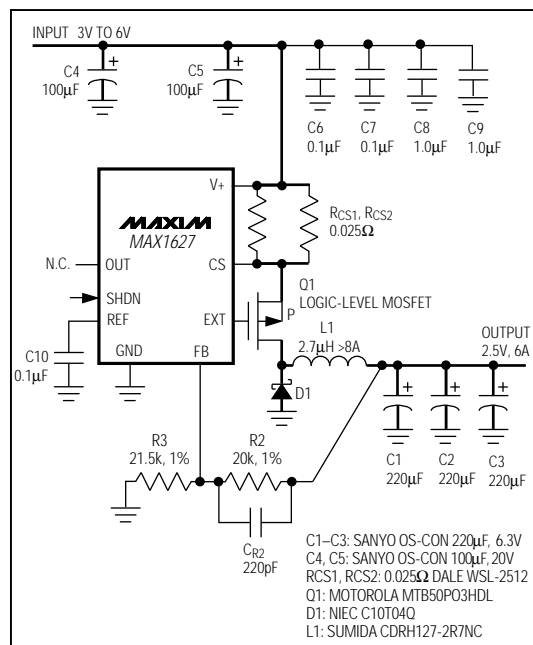 INPUT 3V TO 6V
C4
100µF
C5
100µF
C6
0.1µF
C7
0.1µF
C8
1.0µF
C9
1.0µF
V+
MAXIM
MAX1627
RCS1, RCS2
0.025Ω
N.C.
OUT
CS
SHDN
REF
EXT
GND
FB
Q1
LOGIC-LEVEL MOSFET
P
L1
2.7µH >8A
OUTPUT
2.5V, 6A
C10
0.1µF
D1
C1
220µF
C2
220µF
C3
220µF
R3
21.5k, 1%
R2
20k, 1%
CR2
220pF
C1–C3: SANYO OS-CON 220µF, 6.3V
C4, C5: SANYO OS-CON 100µF, 20V
RCS1, RCS2: 0.025Ω DALE WSL-2512
Q1: MOTOROLA MTB50PO3HDL
D1: NIEC C10T04Q
L1: SUMIDA CDRH127-2R7NC